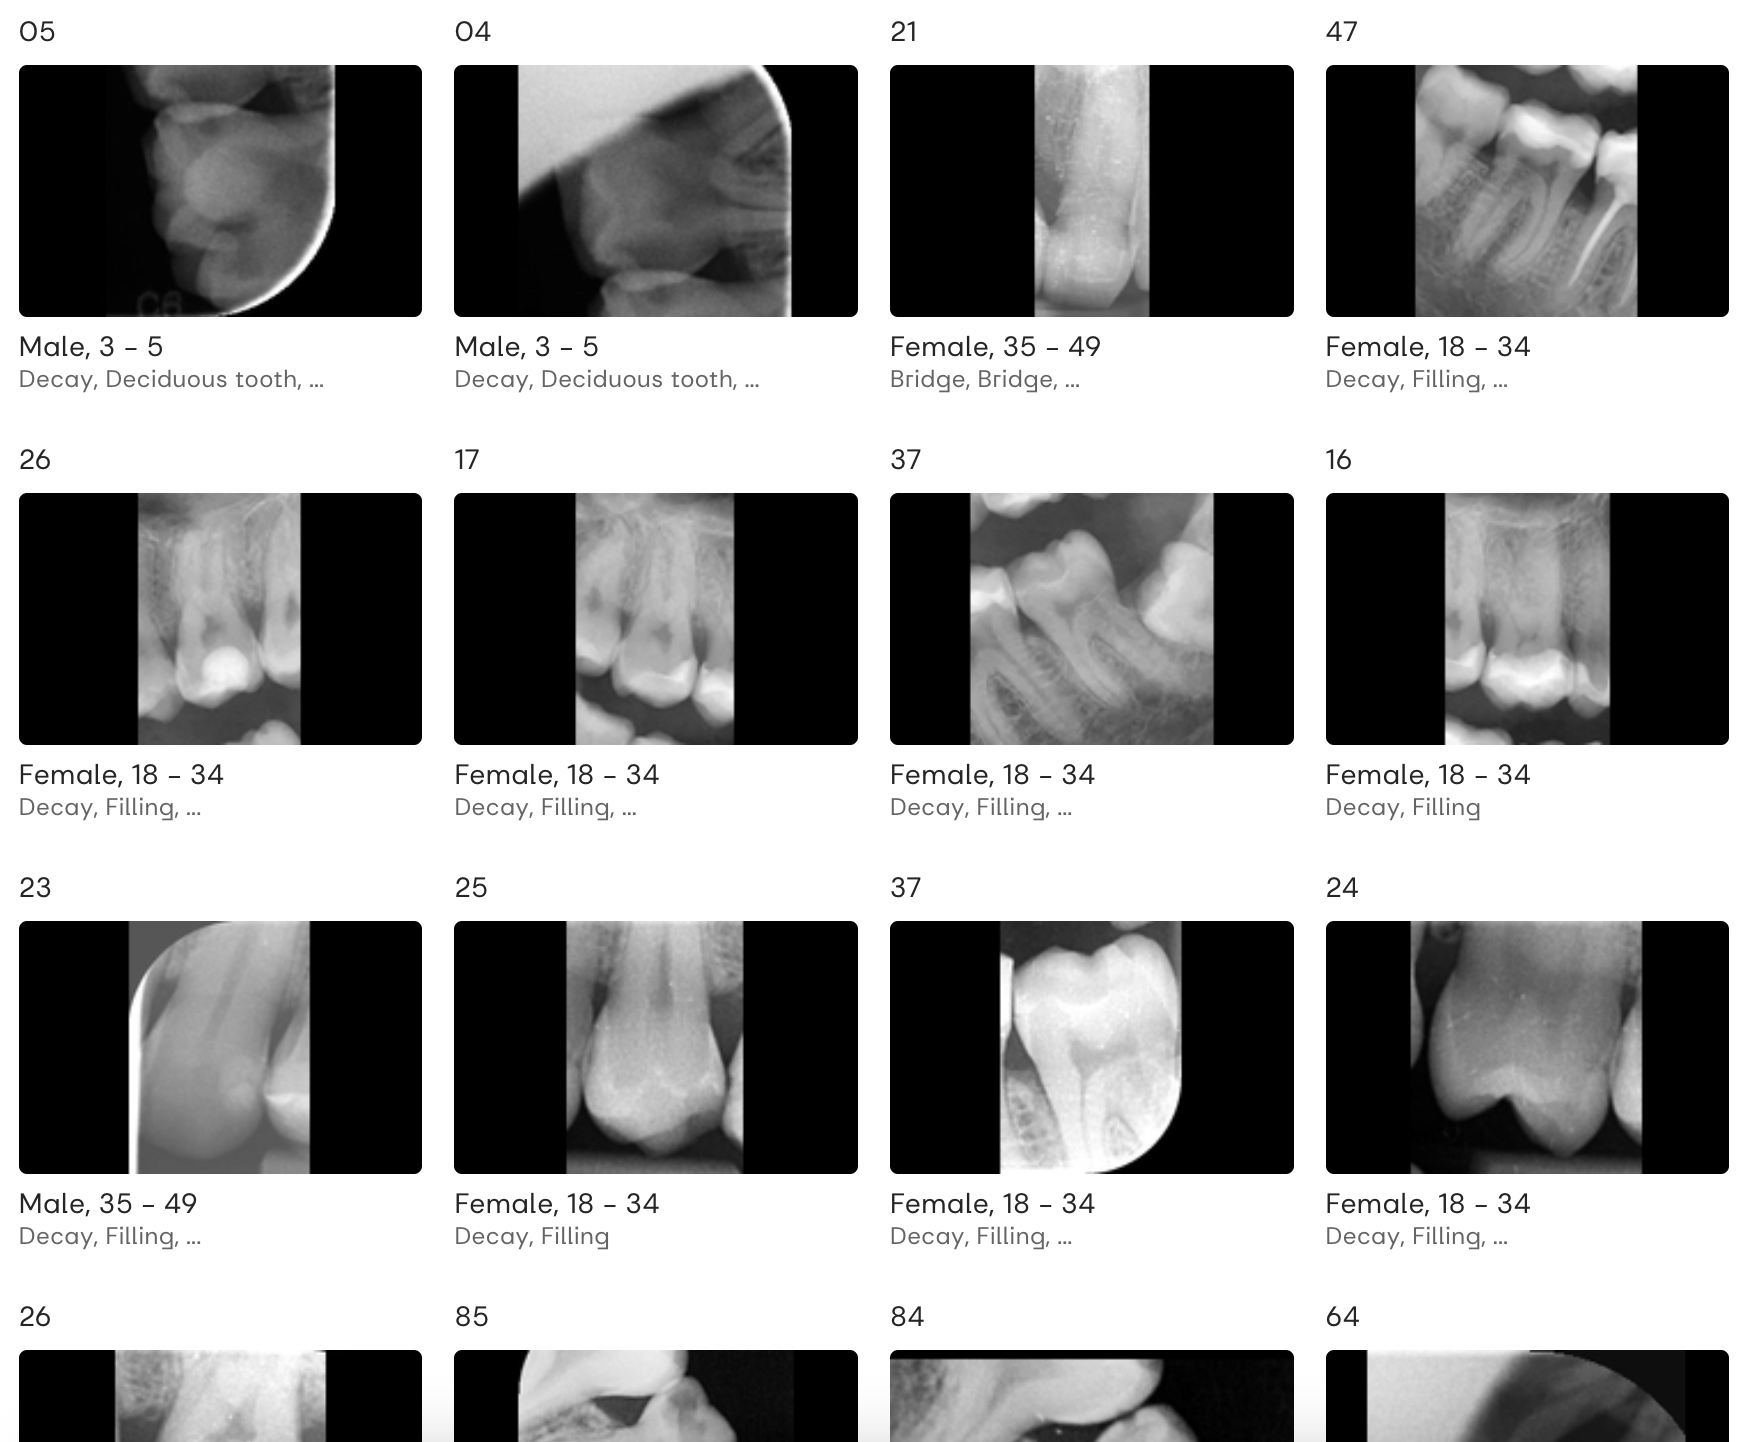 05
04
21
47
C8
Male, 3 – 5
Male, 3 – 5
Female, 35 – 49
Female, 18 – 34
Decay, Deciduous tooth, ...
Decay, Deciduous tooth, ...
Bridge, Bridge, ...
Decay, Filling, ...
26
17
37
16
Female, 18 – 34
Female, 18 – 34
Female, 18 – 34
Female, 18 – 34
Decay, Filling, ...
Decay, Filling, ...
Decay, Filling, ...
Decay, Filling
23
25
37
24
Male, 35 – 49
Female, 18 – 34
Female, 18 – 34
Female, 18 – 34
Decay, Filling, ...
Decay, Filling
Decay, Filling, ...
Decay, Filling, ...
26
85
84
64